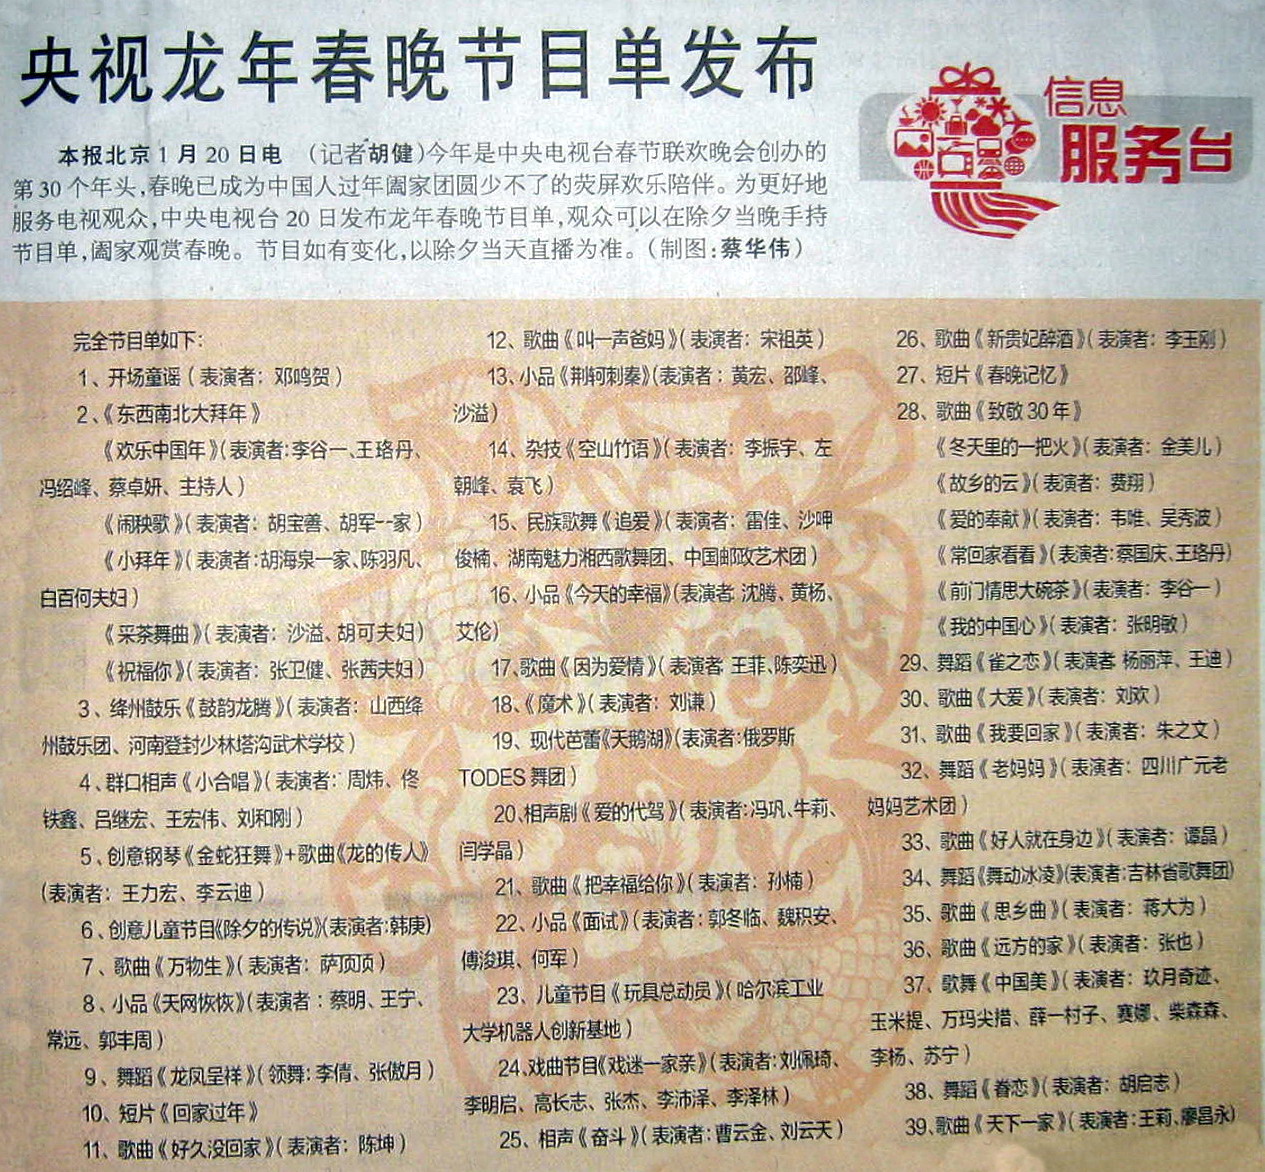 央视龙年春晚节目单发布
信息
服务台
本报北京1月20日电 （记者胡健）今年是中央电视台春节联欢晚会创办的
第30个年头，春晚已成为中国人过年阖家团圆少不了的荧屏欢乐陪伴。为更好地
服务电视观众，中央电视台20日发布龙年春晚节目单，观众可以在除夕当晚手持
节目单，阖家观赏春晚。节目如有变化，以除夕当天直播为准。（制图：蔡华伟）
完全节目单如下：
1、开场童谣（表演者：邓鸣贺）
2、《东西南北大拜年》
《欢乐中国年》（表演者：李谷一、王珞丹、
冯绍峰、蔡卓妍、主持人）
《闹秧歌》（表演者：胡宝善、胡军一家）
《小拜年》（表演者：胡海泉一家、陈羽凡、
白百何夫妇）
《采茶舞曲》（表演者：沙溢、胡可夫妇）
《祝福你》（表演者：张卫健、张茜夫妇）
3、绛州鼓乐《鼓韵龙腾》（表演者：山西绛
州鼓乐团、河南登封少林塔沟武术学校）
4、群口相声《小合唱》（表演者：周炜、佟
铁鑫、吕继宏、王宏伟、刘和刚）
5、创意钢琴《金蛇狂舞》+歌曲《龙的传人》
（表演者：王力宏、李云迪）
6、创意儿童节目《除夕的传说》（表演者：韩庚）
7、歌曲《万物生》（表演者：萨顶顶）
8、小品《天网恢恢》（表演者：蔡明、王宁、
常远、郭丰周）
9、舞蹈《龙凤呈祥》（领舞：李倩、张傲月）
10、短片《回家过年》
11、歌曲《好久没回家》（表演者：陈坤）
12、歌曲《叫一声爸妈》（表演者：宋祖英）
13、小品《荆轲刺秦》（表演者：黄宏、邵峰、
沙溢）
14、杂技《空山竹语》（表演者：李振宇、左
朝峰、袁飞）
15、民族歌舞《追爱》（表演者：雷佳、沙呷
俊楠、湖南魅力湘西歌舞团、中国邮政艺术团）
16、小品《今天的幸福》（表演者：沈腾、黄杨、
艾伦）
17、歌曲《因为爱情》（表演者：王菲、陈奕迅）
18、《魔术》（表演者：刘谦）
19、现代芭蕾《天鹅湖》（表演者：俄罗斯
TODES舞团）
20、相声剧《爱的代驾》（表演者：冯巩、牛莉、
闫学晶）
21、歌曲《把幸福给你》（表演者：孙楠）
22、小品《面试》（表演者：郭冬临、魏积安、
傅浚琪、何军）
23、儿童节目《玩具总动员》（哈尔滨工业
大学机器人创新基地）
24、戏曲节目《戏迷一家亲》（表演者：刘佩琦、
李明启、高长志、张杰、李沛泽、李泽林）
25、相声《奋斗》（表演者：曹云金、刘云天）
26、歌曲《新贵妃醉酒》（表演者：李玉刚）
27、短片《春晚记忆》
28、歌曲《致敬30年》
《冬天里的一把火》（表演者：金美儿）
《故乡的云》（表演者：费翔）
《爱的奉献》（表演者：韦唯、吴秀波）
《常回家看看》（表演者：蔡国庆、王珞丹）
《前门情思大碗茶》（表演者：李谷一）
《我的中国心》（表演者：张明敏）
29、舞蹈《雀之恋》（表演者：杨丽萍、王迪）
30、歌曲《大爱》（表演者：刘欢）
31、歌曲《我要回家》（表演者：朱之文）
32、舞蹈《老妈妈》（表演者：四川广元老
妈妈艺术团）
33、歌曲《好人就在身边》（表演者：谭晶）
34、舞蹈《舞动冰凌》（表演者：吉林省歌舞团）
35、歌曲《思乡曲》（表演者：蒋大为）
36、歌曲《远方的家》（表演者：张也）
37、歌舞《中国美》（表演者：玖月奇迹、
玉米提、万玛尖措、薛一村子、赛娜、柴森森、
李杨、苏宁）
38、舞蹈《眷恋》（表演者：胡启志）
39、歌曲《天下一家》（表演者：王莉、廖昌永）